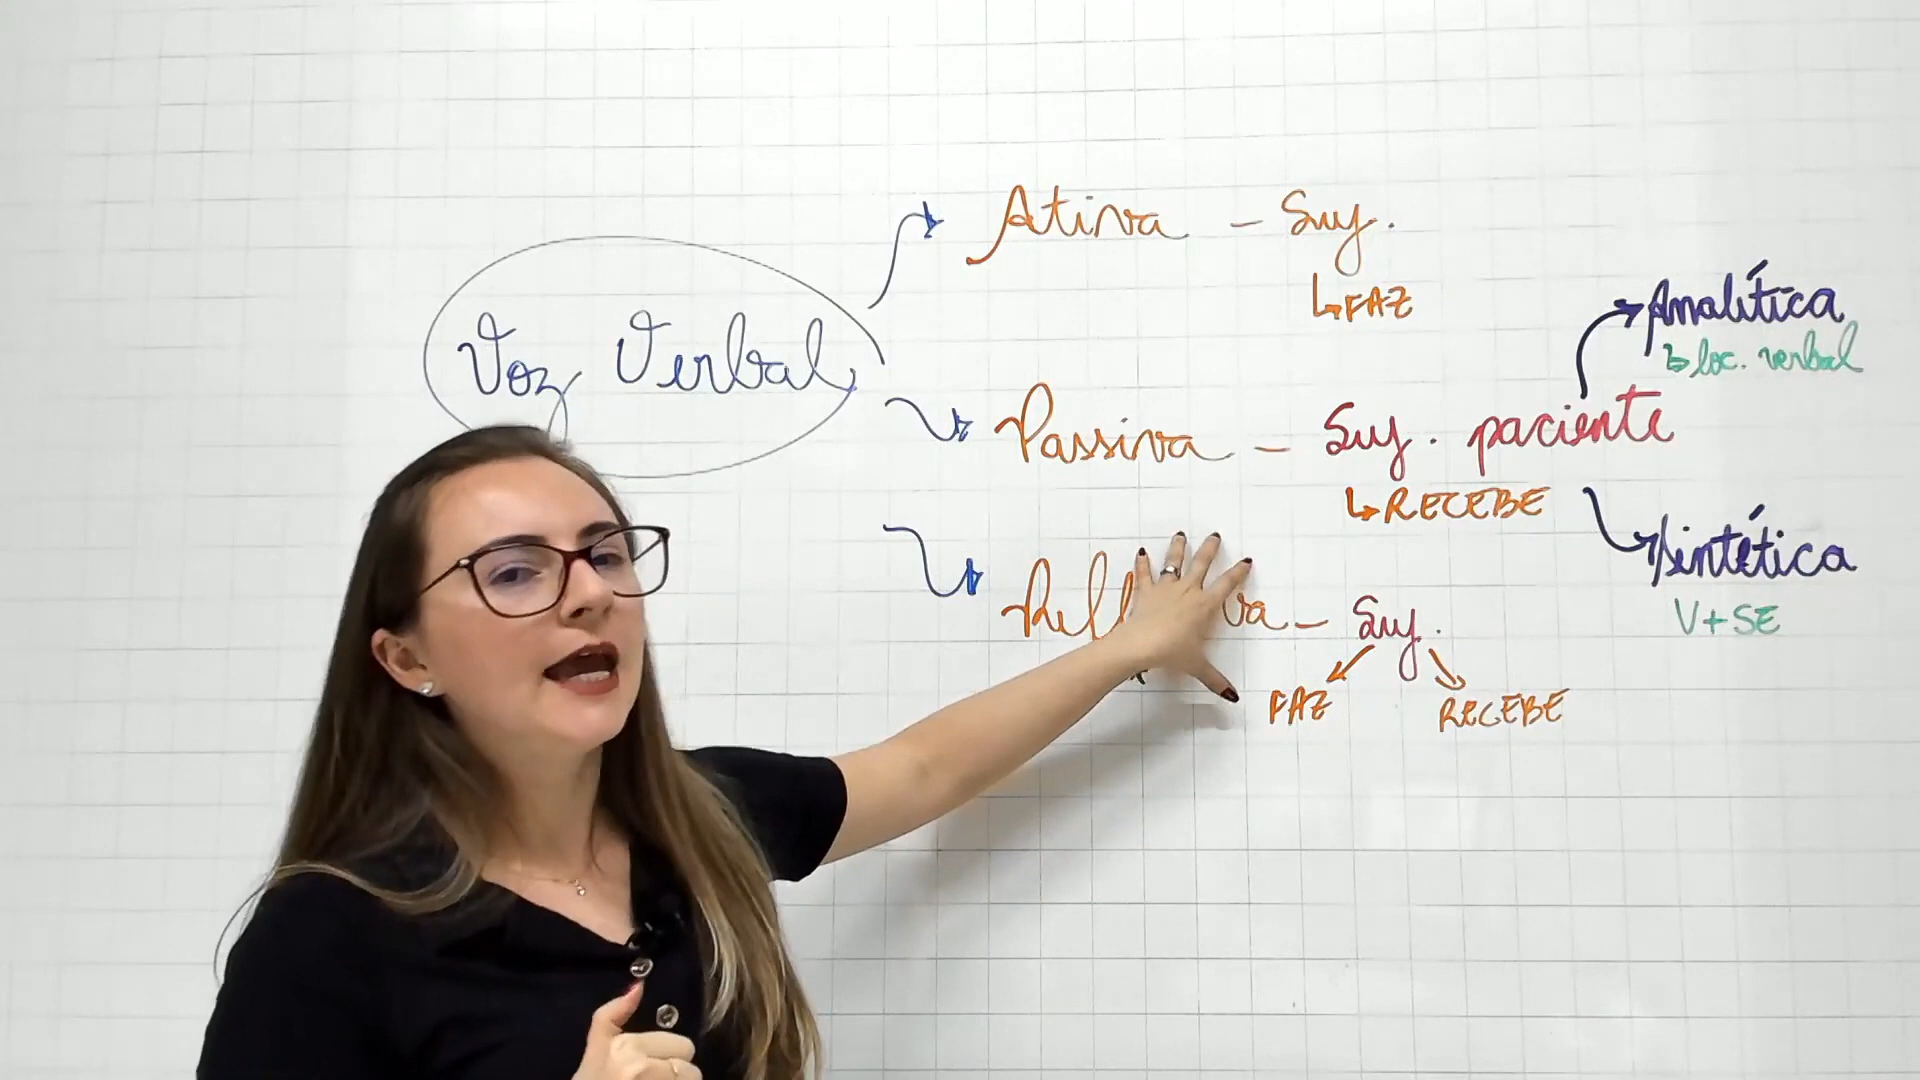 Voz Verbal
Ativa - Suj.
↳ FAZ
Passiva - Suj. paciente
↳ RECEBE
Analítica
↳ loc. verbal
Sintética
V + SE
- Suj.
FAZ
RECEBE